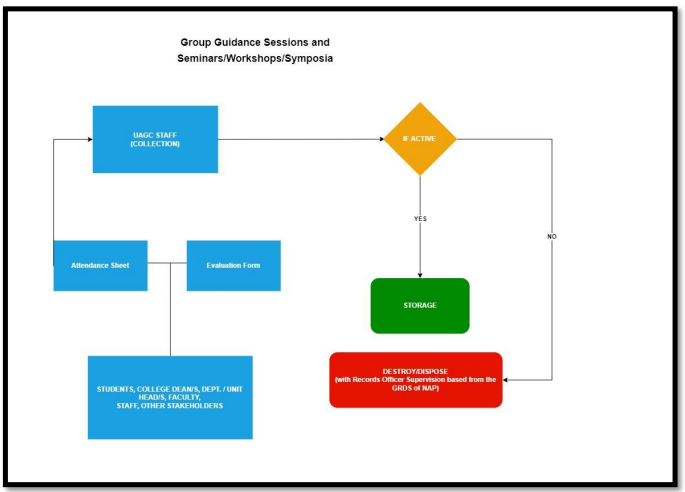 Group Guidance Sessions and
Seminars/Workshops/Symposia
UAGC STAFF
(COLLECTION)
IF ACTIVE
YES
NO
Attendance Sheet
Evaluation Form
STORAGE
DESTROY/DISPOSE
(with Records Officer Supervision based from the
GRDS of NAP)
STUDENTS, COLLEGE DEAN/S, DEPT. / UNIT
HEAD/S, FACULTY,
STAFF, OTHER STAKEHOLDERS